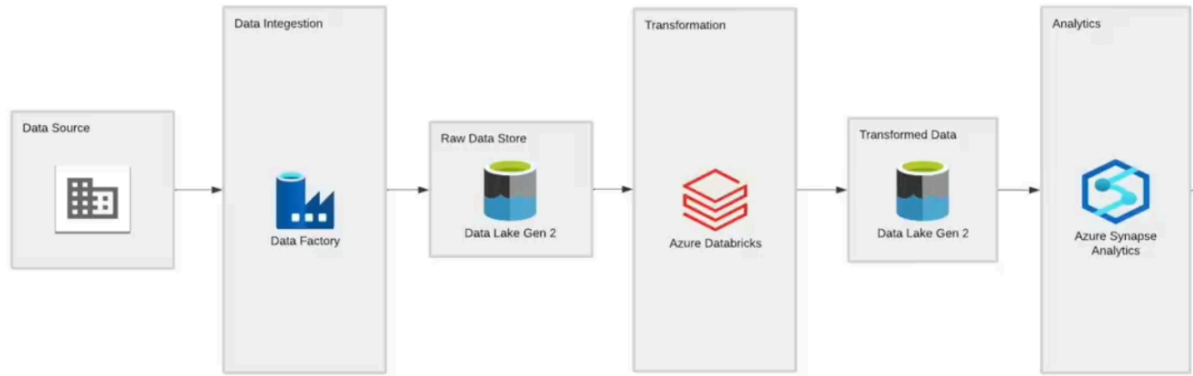 Data Source
Data Integestion
Data Factory
Raw Data Store
Data Lake Gen 2
Transformation
Azure Databricks
Transformed Data
Data Lake Gen 2
Analytics
Azure Synapse
Analytics